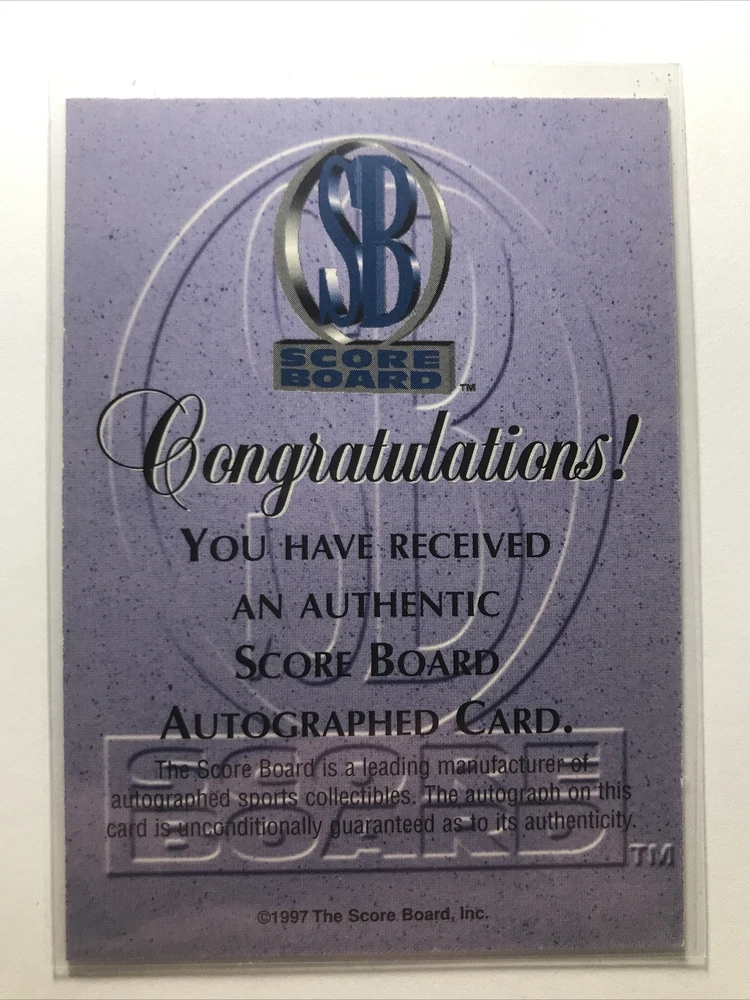 SB
SCORE
BOARD ™
Congratulations!
YOU HAVE RECEIVED
AN AUTHENTIC
SCORE BOARD
AUTOGRAPHED CARD.
The Score Board is a leading manufacturer of
autographed sports collectibles. The autograph on this
card is unconditionally guaranteed as to its authenticity.
SB
SCORE
BOARD TM
©1997 The Score Board, Inc.